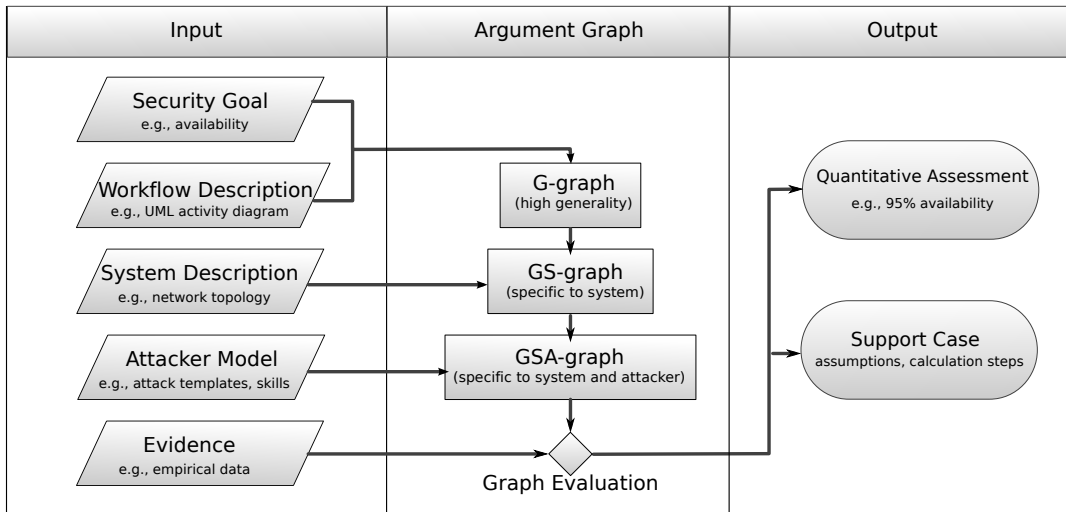 Input
Argument Graph
Output
Security Goal
e.g., availability
Workflow Description
e.g., UML activity diagram
System Description
e.g., network topology
Attacker Model
e.g., attack templates, skills
Evidence
e.g., empirical data
G-graph
(high generality)
GS-graph
(specific to system)
GSA-graph
(specific to system and attacker)
Graph Evaluation
Quantitative Assessment
e.g., 95% availability
Support Case
assumptions, calculation steps